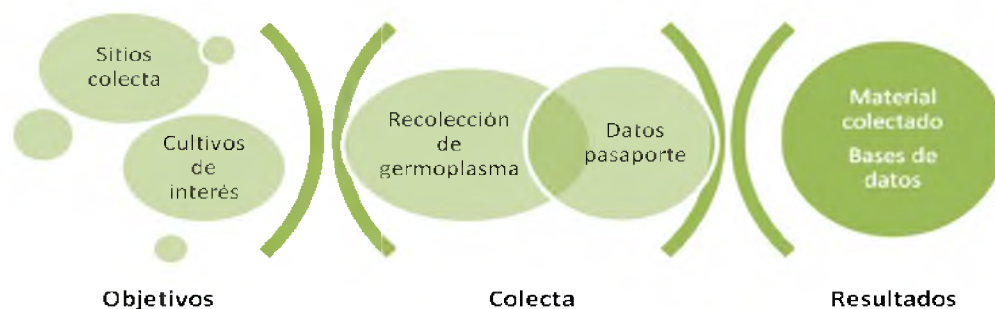 Sitios
colecta
Cultivos
de
interés
Recolección
de
germoplasma
Datos
pasaporte
Material
colectado
Bases de
datos
Objetivos
Colecta
Resultados